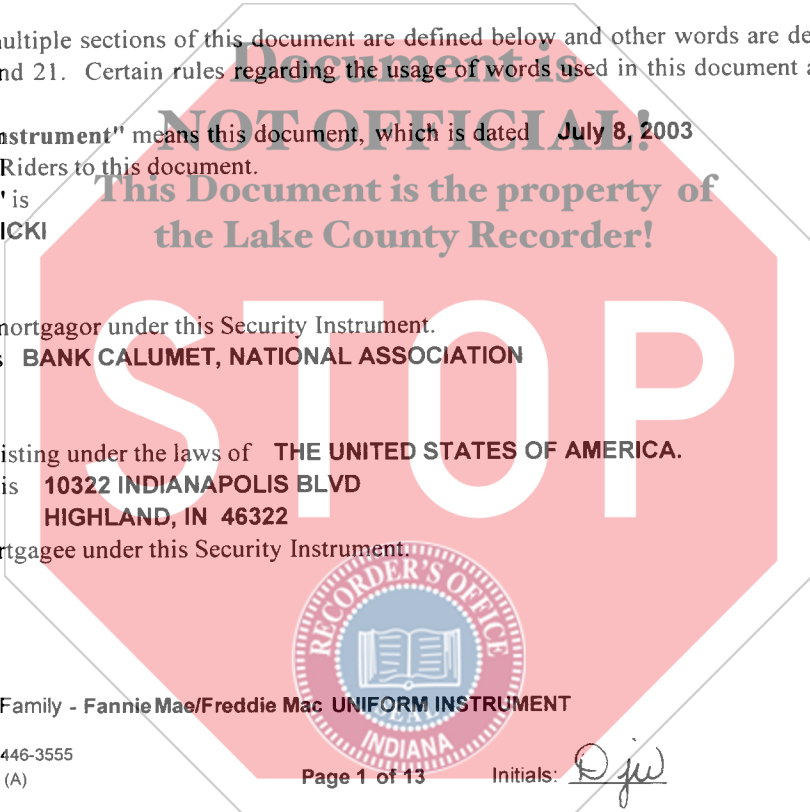 ultiple sections of this document are defined below and other words are de
nd 21. Certain rules regarding the usage of words used in this document a
Document is
NOT OFFICIAL!
nstrument" means this document, which is dated July 8, 2003
Riders to this document.
This Document is the property of
' is
the Lake County Recorder!
ICKI
STOP
mortgagor under this Security Instrument.
s BANK CALUMET, NATIONAL ASSOCIATION
isting under the laws of THE UNITED STATES OF AMERICA.
is 10322 INDIANAPOLIS BLVD
HIGHLAND, IN 46322
rtgagee under this Security Instrument.
RECORDER'S OFFICE
SEAL
INDIANA
Family - Fannie Mae/Freddie Mac UNIFORM INSTRUMENT
446-3555
(A)
Page 1 of 13 Initials: Djw